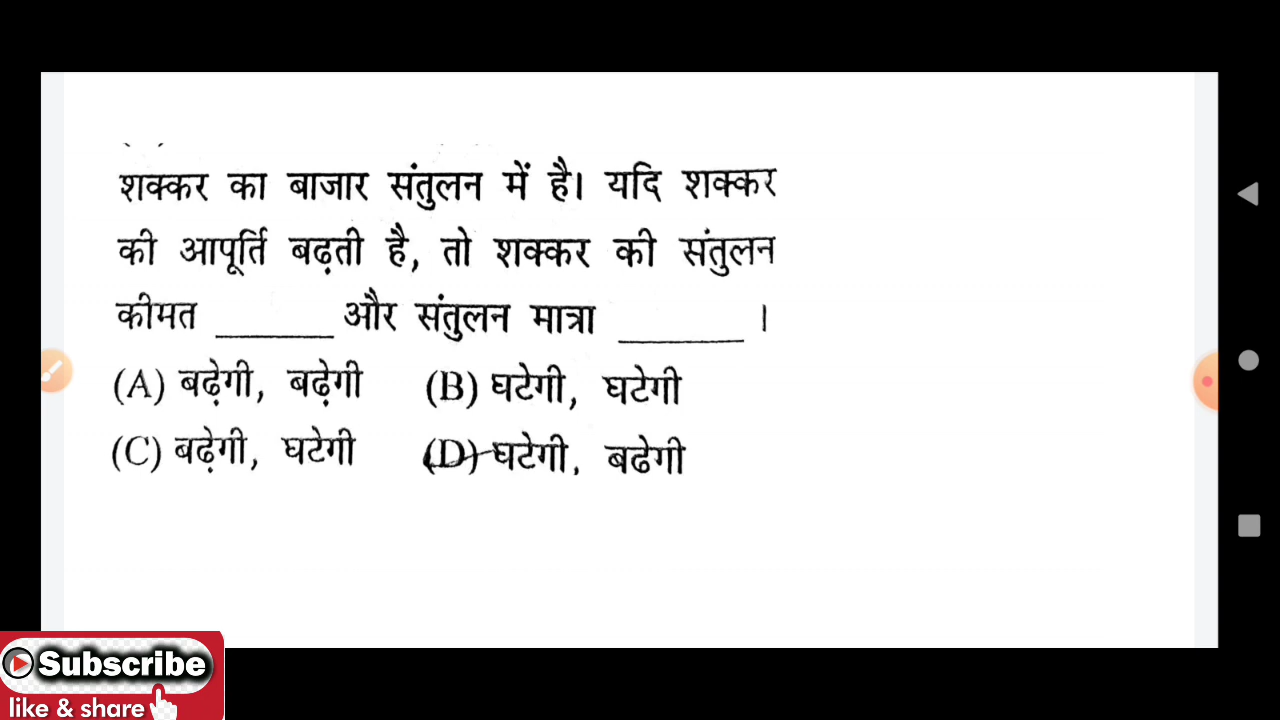 शक्कर का बाजार संतुलन में है। यदि शक्कर
की आपूर्ति बढ़ती है, तो शक्कर की संतुलन
कीमत ______ और संतुलन मात्रा ______ ।
(A) बढ़ेगी, बढ़ेगी (B) घटेगी, घटेगी
(C) बढ़ेगी, घटेगी (D) घटेगी, बढेगी
Subscribe
like & share